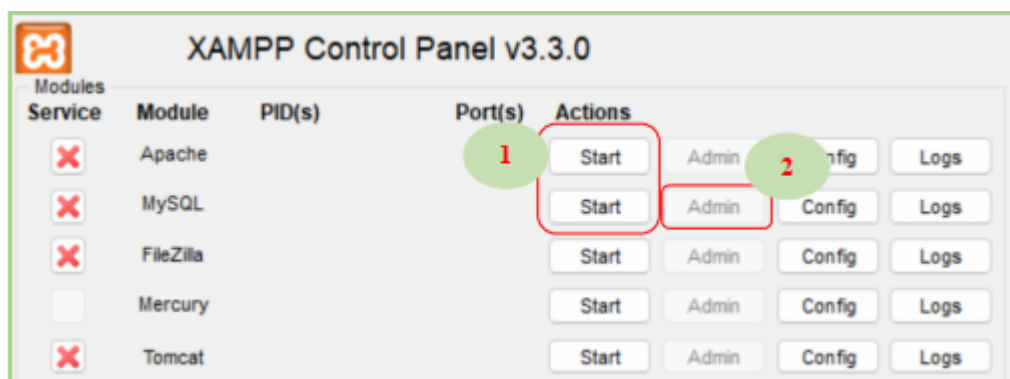 XAMPP Control Panel v3.3.0
Modules
Service Module PID(s) Port(s) Actions
Apache 1 Start Admin 2 nfig Logs
MySQL Start Admin Config Logs
FileZilla Start Admin Config Logs
Mercury Start Admin Config Logs
Tomcat Start Admin Config Logs